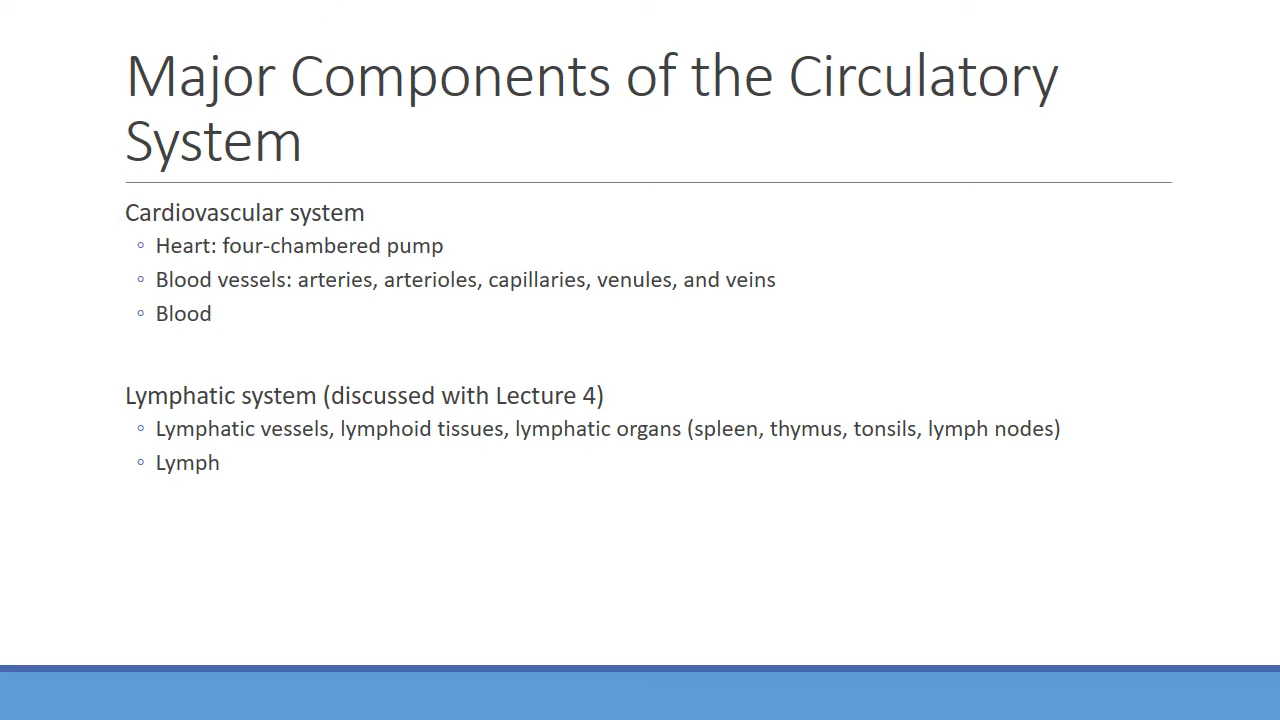 Major Components of the Circulatory
System
Cardiovascular system
◦ Heart: four-chambered pump
◦ Blood vessels: arteries, arterioles, capillaries, venules, and veins
◦ Blood
Lymphatic system (discussed with Lecture 4)
◦ Lymphatic vessels, lymphoid tissues, lymphatic organs (spleen, thymus, tonsils, lymph nodes)
◦ Lymph